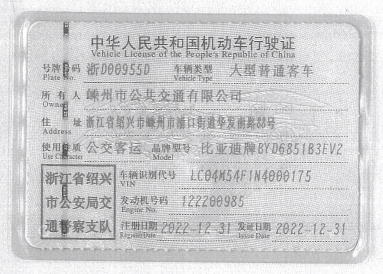 中华人民共和国机动车行驶证
Vehicle License of the People's Republic of China
号牌号码 浙D00955D 车辆类型 大型普通客车
Plate No. Vehicle Type
所有人 嵊州市公共交通有限公司
Owner
住址 浙江省绍兴市嵊州市浦口街道华发南路88号
Address
使用性质 公交客运 品牌型号 比亚迪牌BYD6851B3EV2
Use Character Model
浙江省绍兴 车辆识别代号 LC04M54F1N4000175
VIN
市公安局交 发动机号码 122200985
Engine No.
通警察支队 注册日期 2022-12-31 发证日期 2022-12-31
Register Date Issue Date